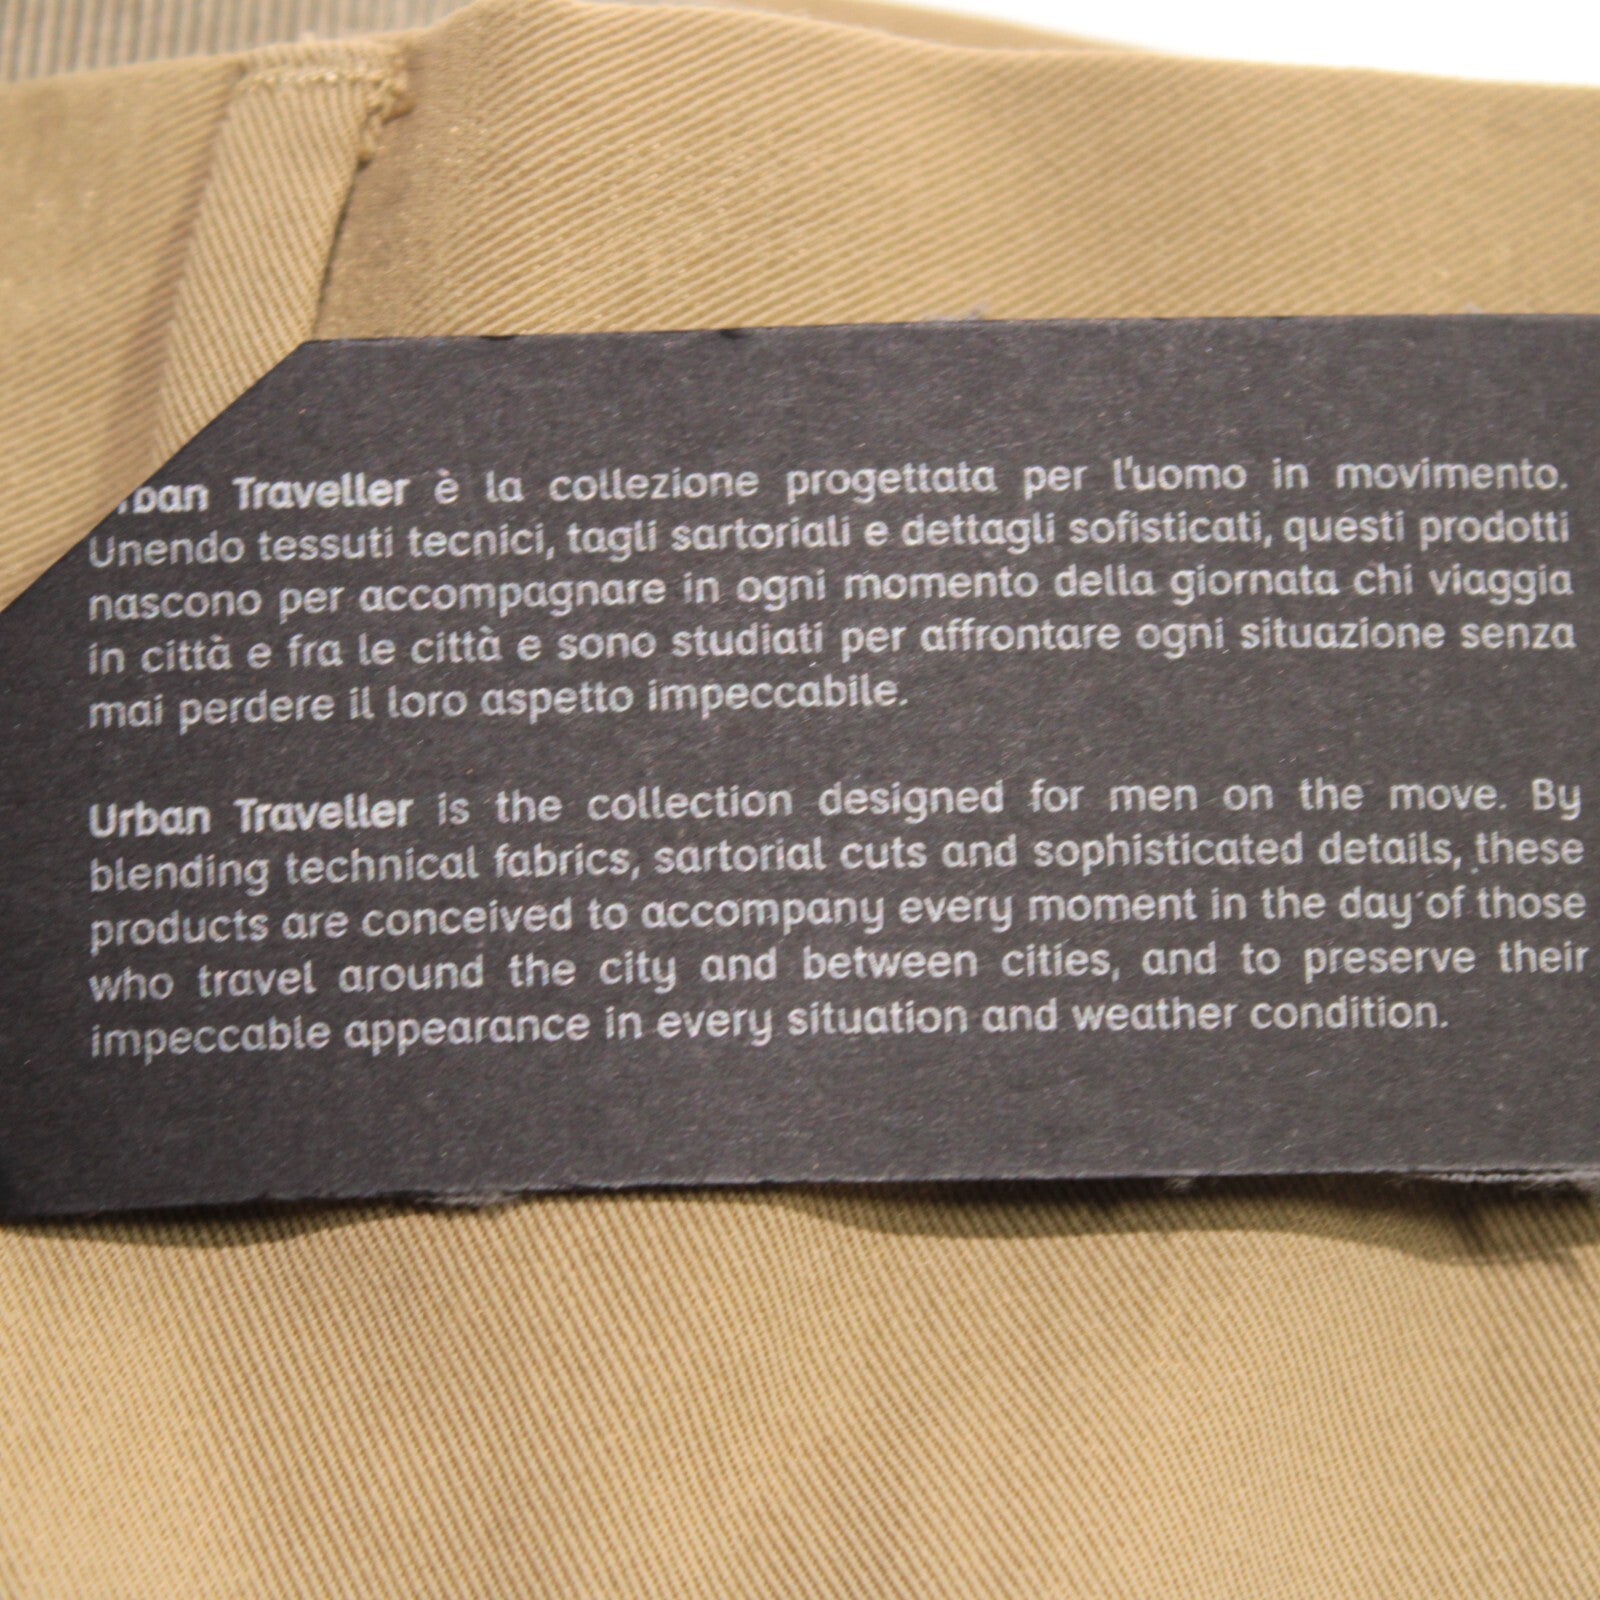 Urban Traveller è la collezione progettata per l'uomo in movimento.
Unendo tessuti tecnici, tagli sartoriali e dettagli sofisticati, questi prodotti
nascono per accompagnare in ogni momento della giornata chi viaggia
in città e fra le città e sono studiati per affrontare ogni situazione senza
mai perdere il loro aspetto impeccabile.
Urban Traveller is the collection designed for men on the move. By
blending technical fabrics, sartorial cuts and sophisticated details, these
products are conceived to accompany every moment in the day of those
who travel around the city and between cities, and to preserve their
impeccable appearance in every situation and weather condition.